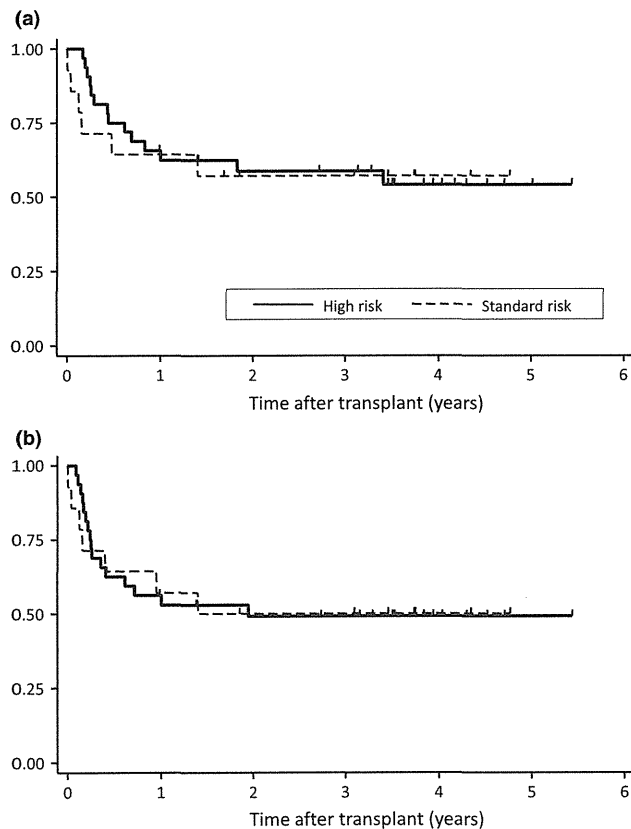 (a)
1.00
0.75
0.50
0.25
0.00
High risk Standard risk
0 1 2 3 4 5 6
Time after transplant (years)
(b)
1.00
0.75
0.50
0.25
0.00
0 1 2 3 4 5 6
Time after transplant (years)